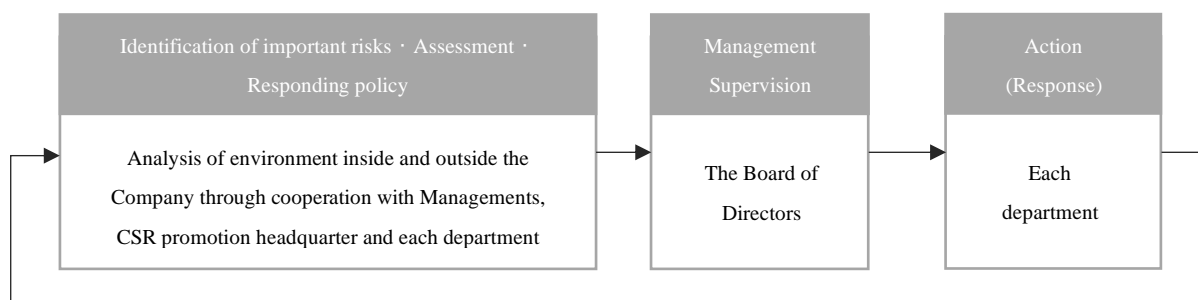 Identification of important risks · Assessment ·
Responding policy
Analysis of environment inside and outside the
Company through cooperation with Managements,
CSR promotion headquarter and each department
Management
Supervision
The Board of
Directors
Action
(Response)
Each
department